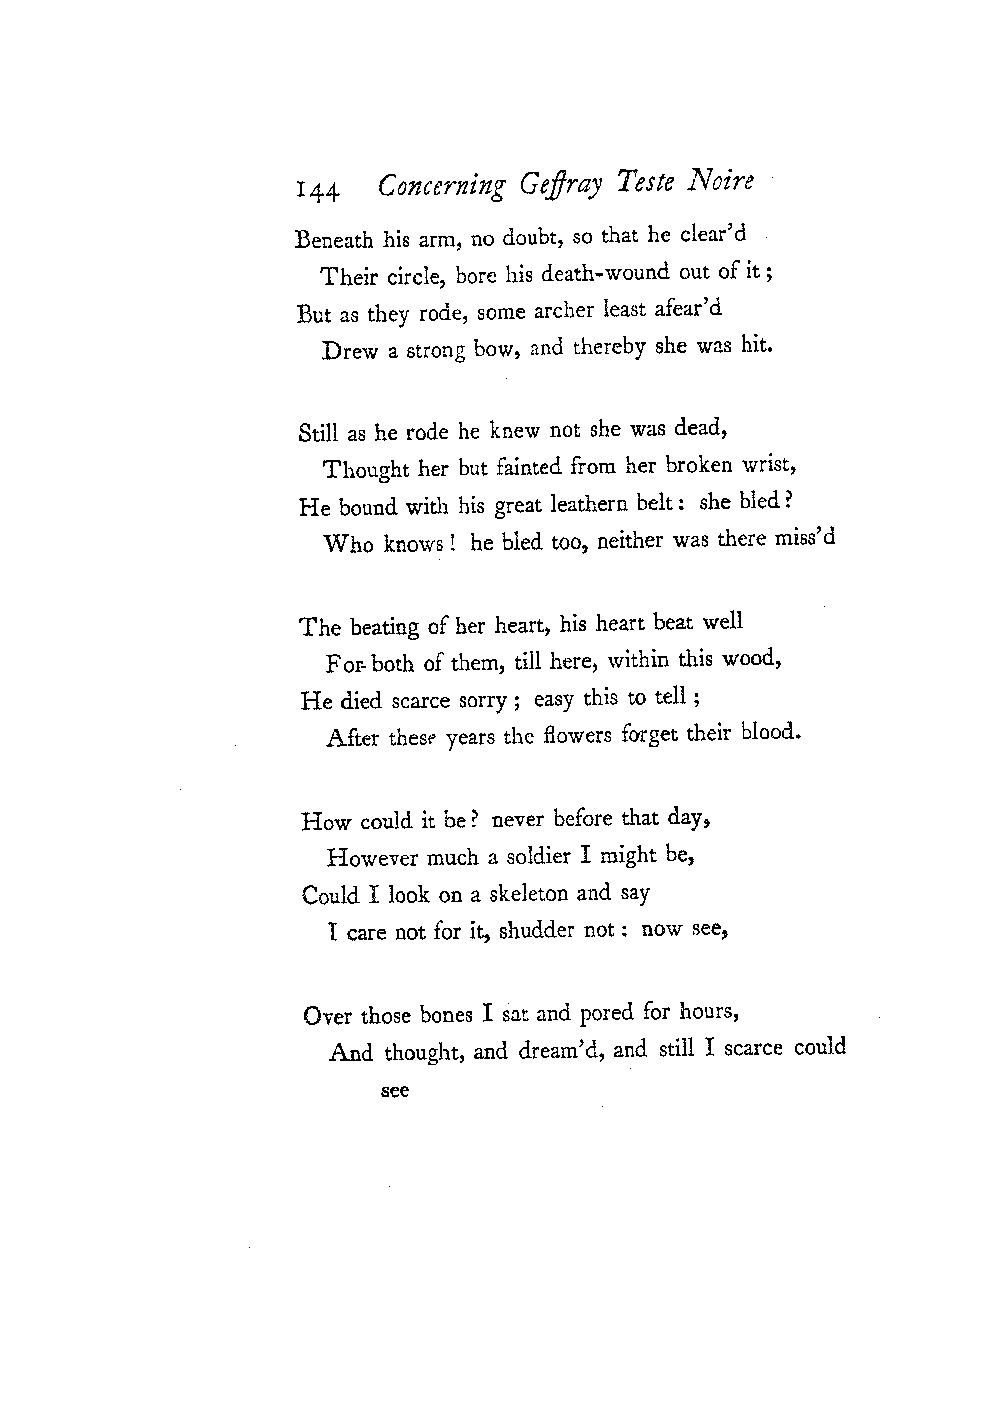 144 Concerning Geffray Teste Noire
Beneath his arm, no doubt, so that he clear'd
Their circle, bore his death-wound out of it;
But as they rode, some archer least afear'd
Drew a strong bow, and thereby she was hit.
Still as he rode he knew not she was dead,
Thought her but fainted from her broken wrist,
He bound with his great leathern belt: she bled?
Who knows! he bled too, neither was there miss'd
The beating of her heart, his heart beat well
For both of them, till here, within this wood,
He died scarce sorry; easy this to tell;
After these years the flowers forget their blood.
How could it be? never before that day,
However much a soldier I might be,
Could I look on a skeleton and say
I care not for it, shudder not: now see,
Over those bones I sat and pored for hours,
And thought, and dream'd, and still I scarce could
see